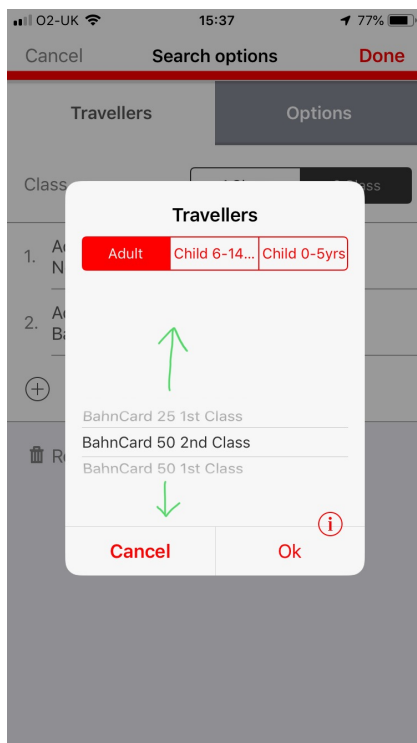 O2-UK 15:37 77%
Cancel Search options Done
Travellers Options
Class
Travellers
Adult Child 6-14... Child 0-5yrs
1.
2.
BahnCard 25 1st Class
BahnCard 50 2nd Class
BahnCard 50 1st Class
i
Cancel Ok